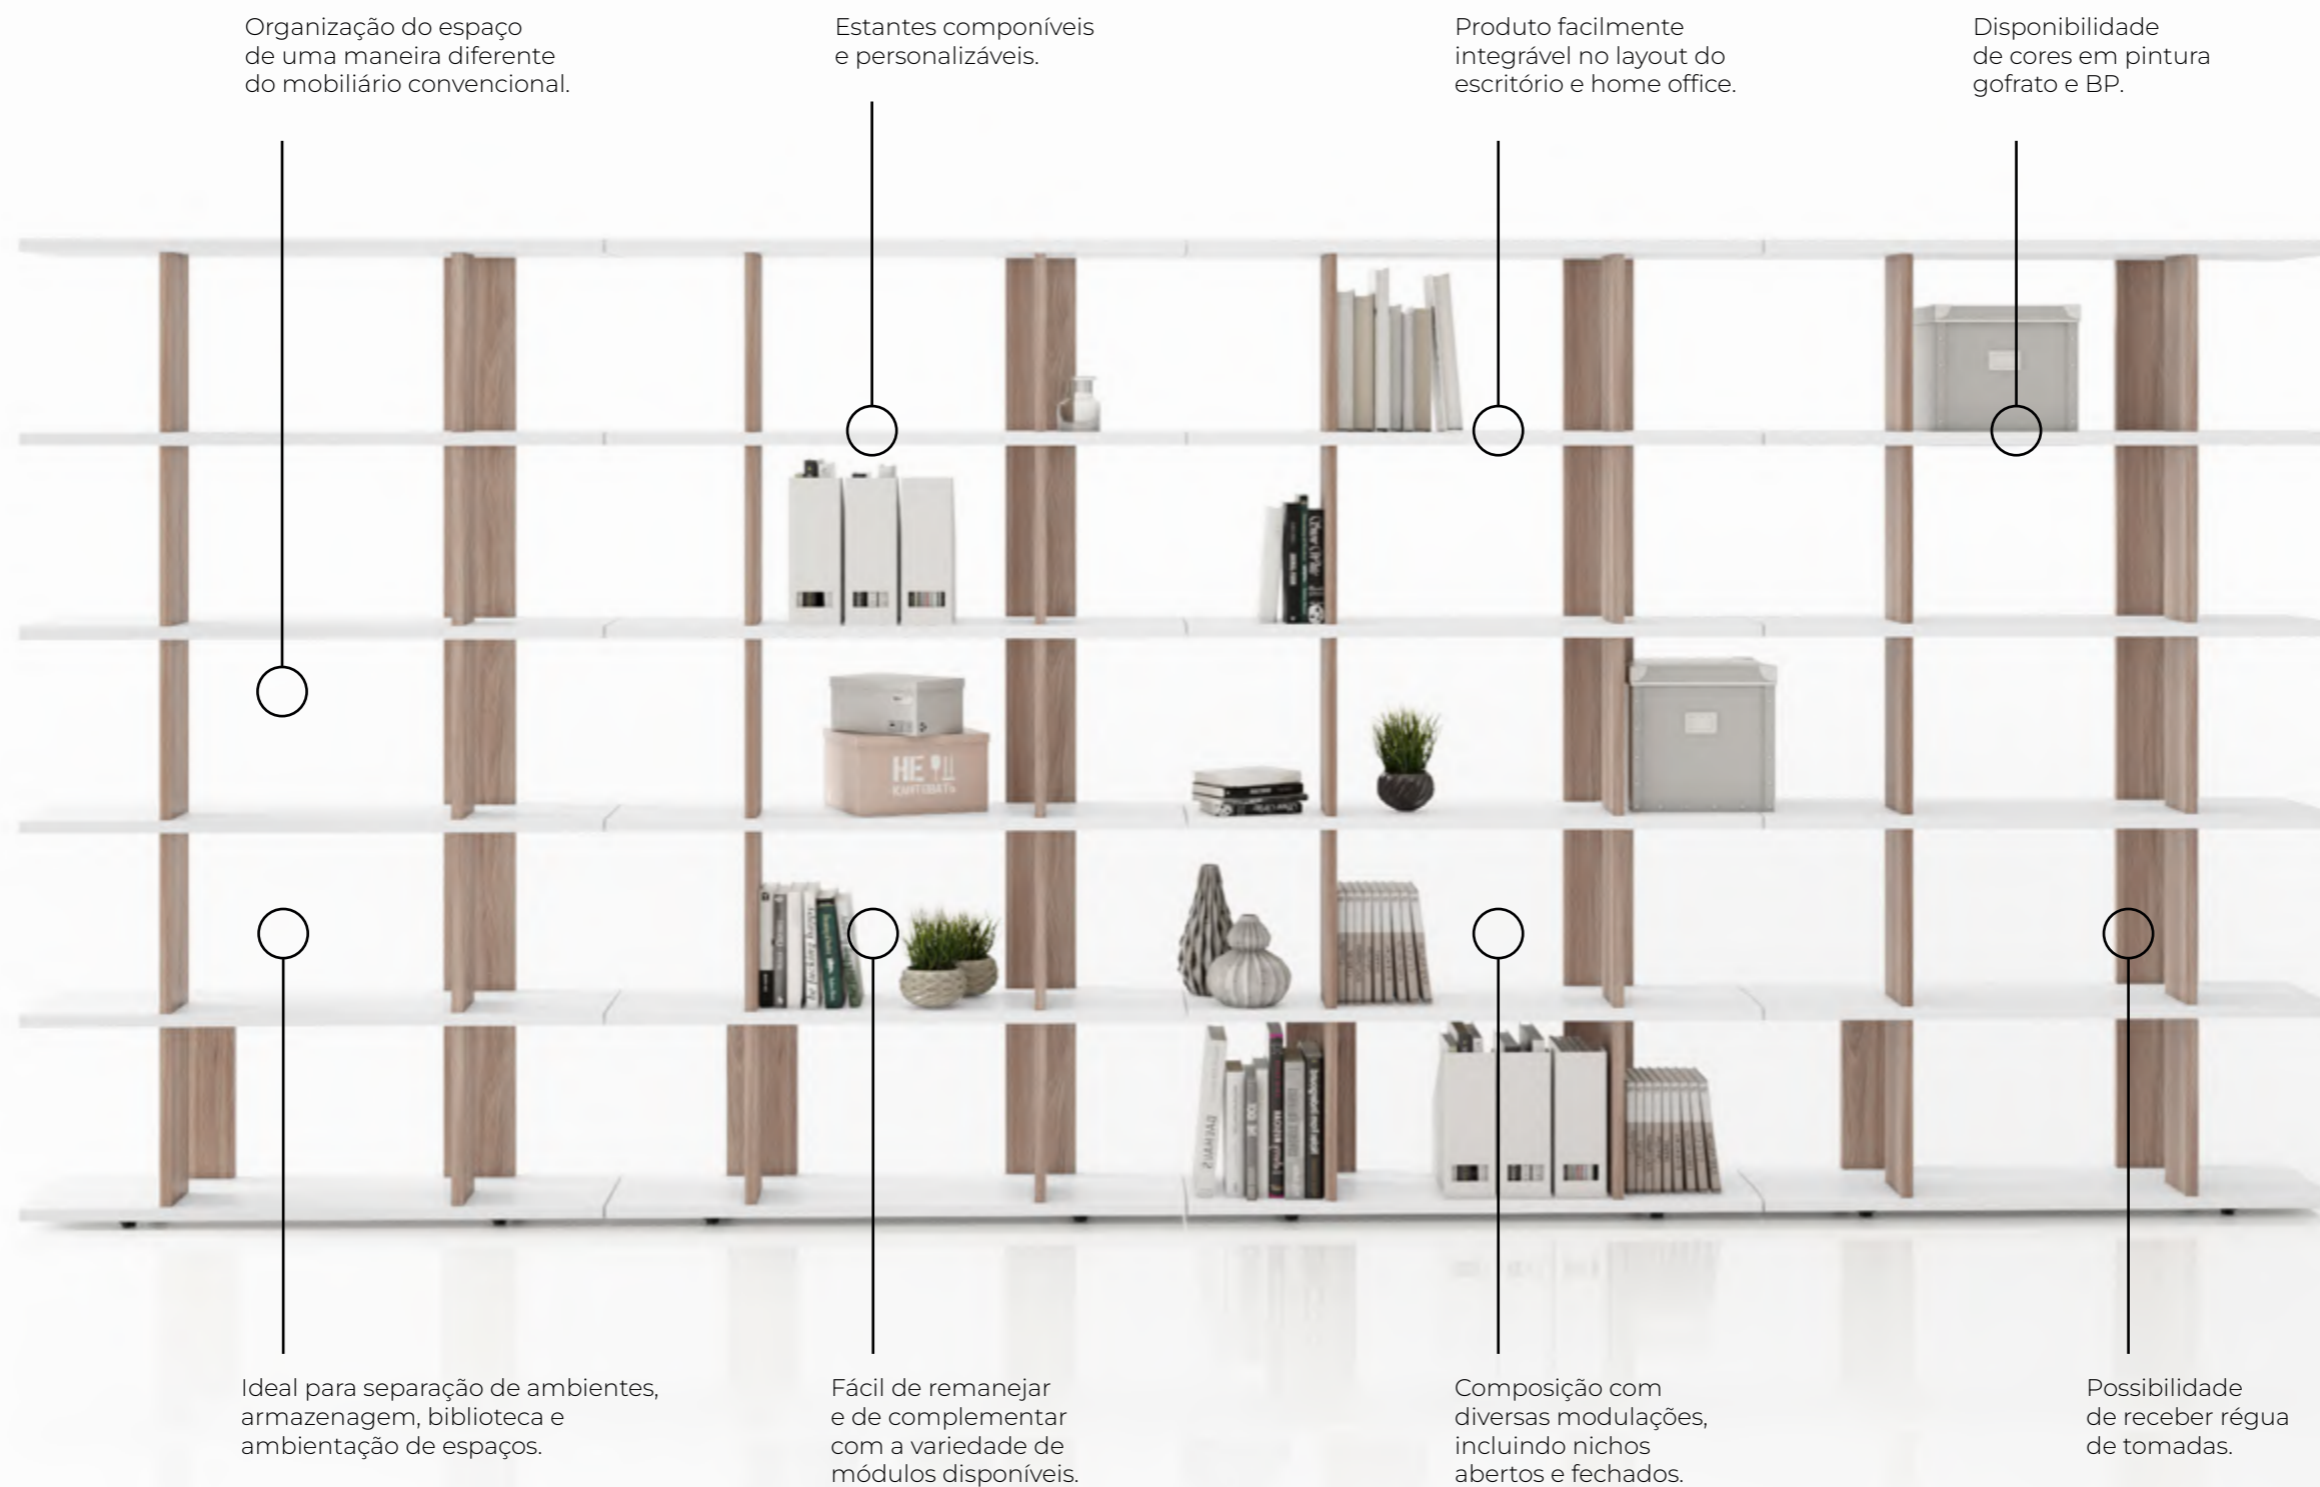 Organização do espaço
de uma maneira diferente
do mobiliário convencional.
Estantes componíveis
e personalizáveis.
Produto facilmente
integrável no layout do
escritório e home office.
Disponibilidade
de cores em pintura
gofrato e BP.
НЕ
КАНТОВАТЬ
Ideal para separação de ambientes,
armazenagem, biblioteca e
ambientação de espaços.
Fácil de remanejar
e de complementar
com a variedade de
módulos disponíveis.
Composição com
diversas modulações,
incluindo nichos
abertos e fechados.
Possibilidade
de receber régua
de tomadas.